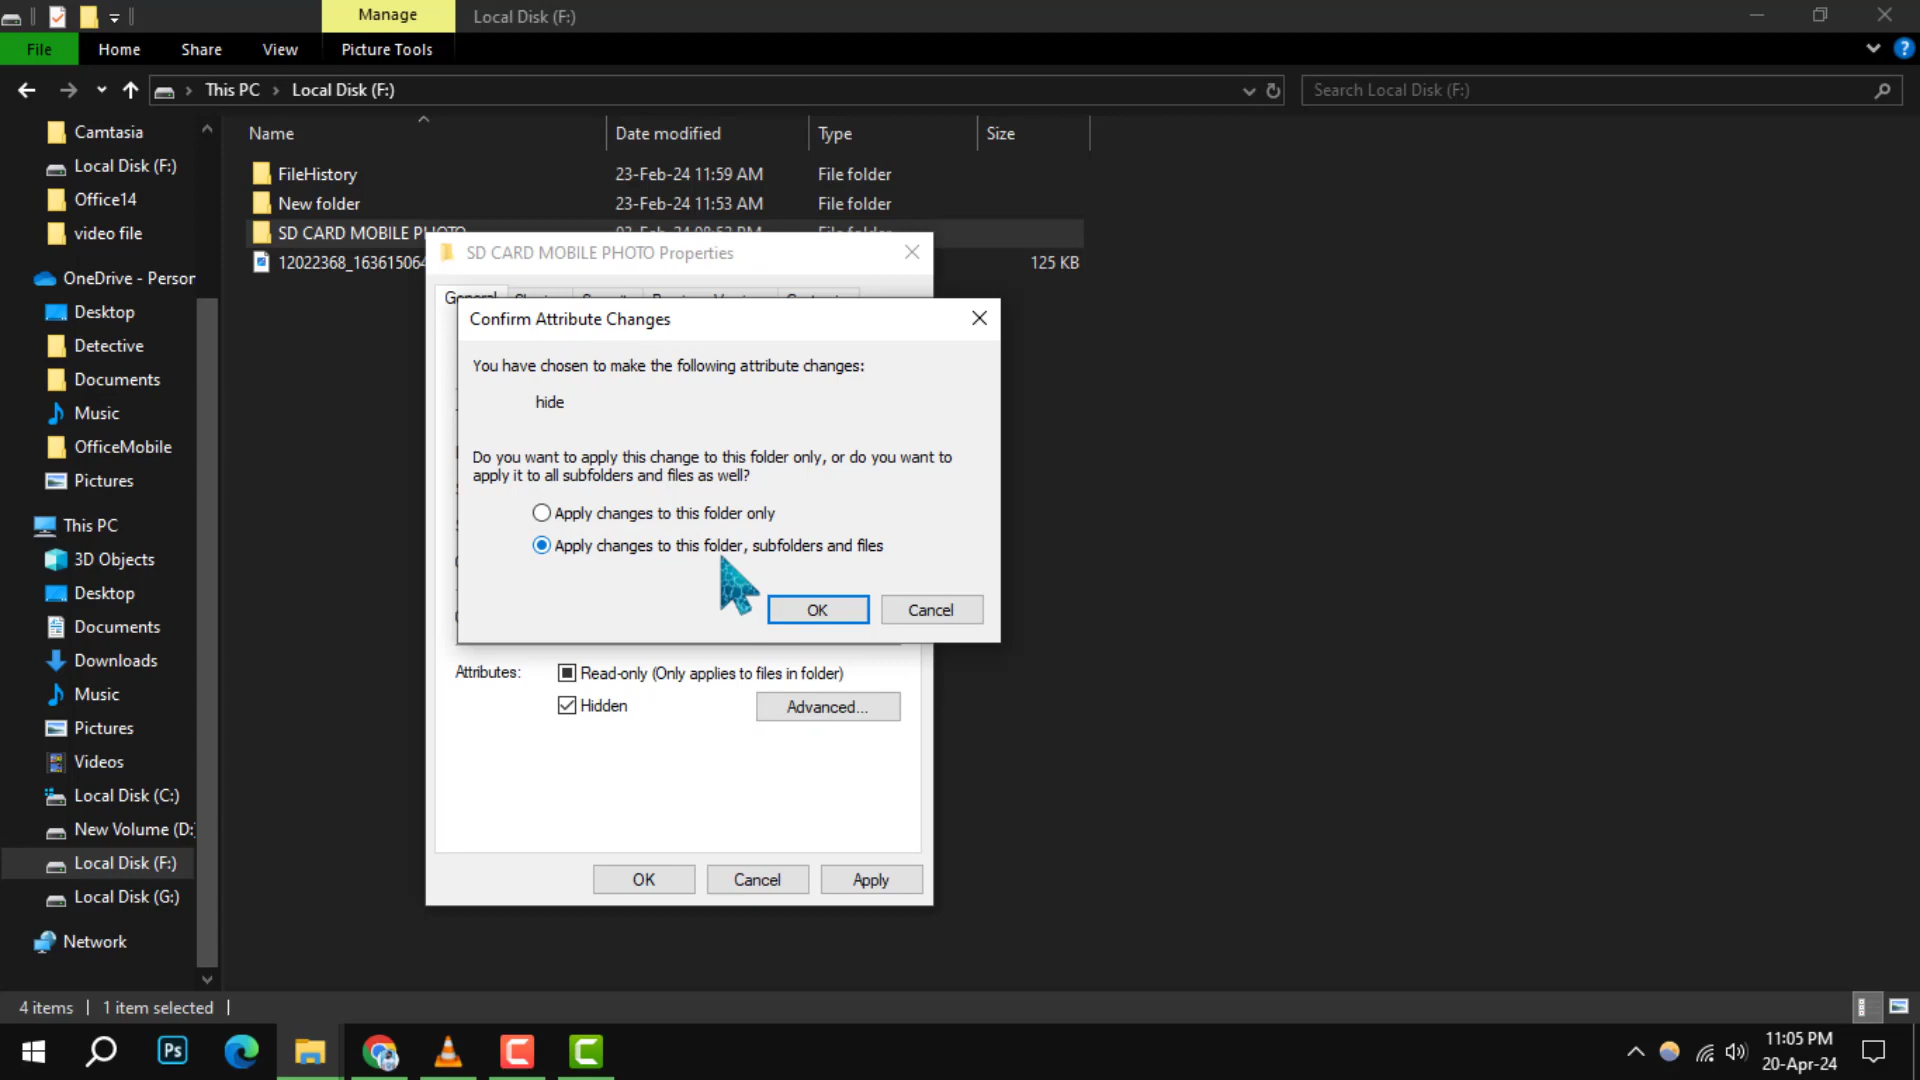 Manage
Local Disk (F:)
File
Home
Share
View
Picture Tools
This PC
Local Disk (F:)
Search Local Disk (F:)
Name
Date modified
Type
Size
FileHistory
23-Feb-24 11:59 AM
File folder
New folder
23-Feb-24 11:53 AM
File folder
SD CARD MOBILE PHOTO
12022368_163615064
125 KB
Camtasia
Local Disk (F:)
Office14
video file
OneDrive - Person
Desktop
Detective
Documents
Music
OfficeMobile
Pictures
This PC
3D Objects
Desktop
Documents
Downloads
Music
Pictures
Videos
Local Disk (C:)
New Volume (D:
Local Disk (F:)
Local Disk (G:)
Network
SD CARD MOBILE PHOTO Properties
General
Confirm Attribute Changes
You have chosen to make the following attribute changes:
hide
Do you want to apply this change to this folder only, or do you want to
apply it to all subfolders and files as well?
Apply changes to this folder only
Apply changes to this folder, subfolders and files
OK
Cancel
Attributes:
Read-only (Only applies to files in folder)
Hidden
Advanced...
OK
Cancel
Apply
4 items
1 item selected
Ps
C
C
11:05 PM
20-Apr-24